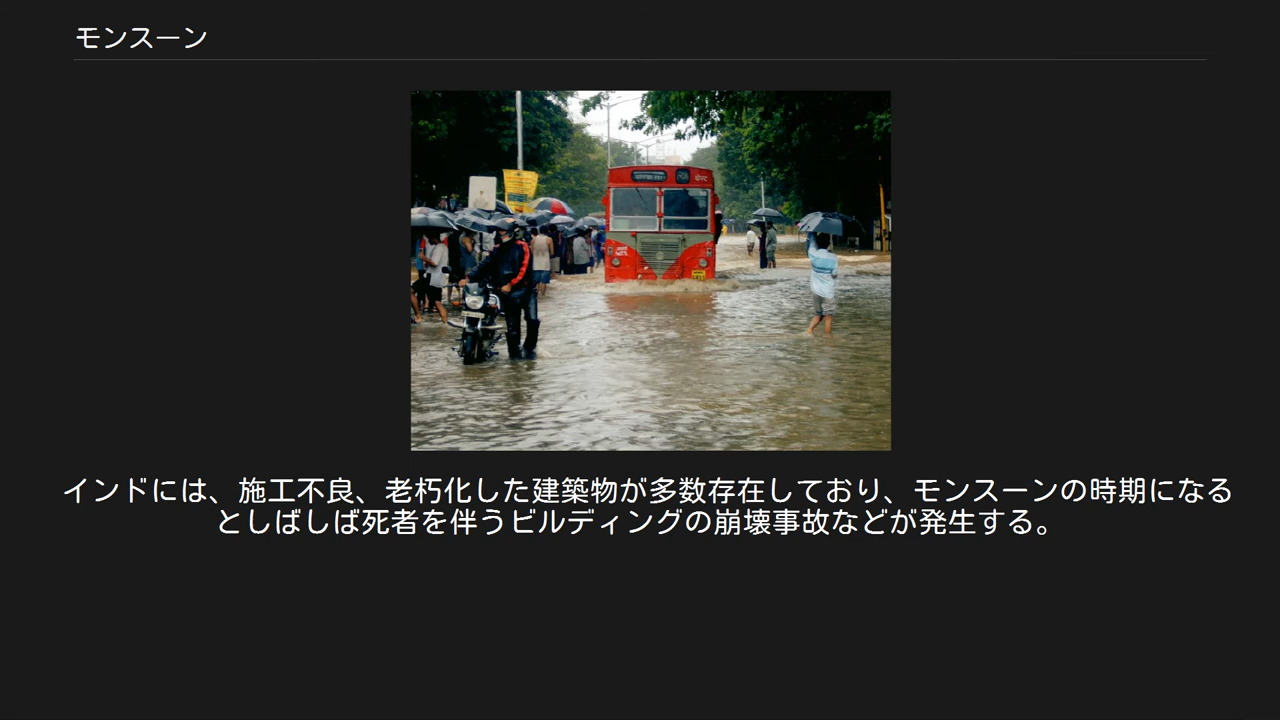 モンスーン
インドには、施工不良、老朽化した建築物が多数存在しており、モンスーンの時期になる
としばしば死者を伴うビルディングの崩壊事故などが発生する。